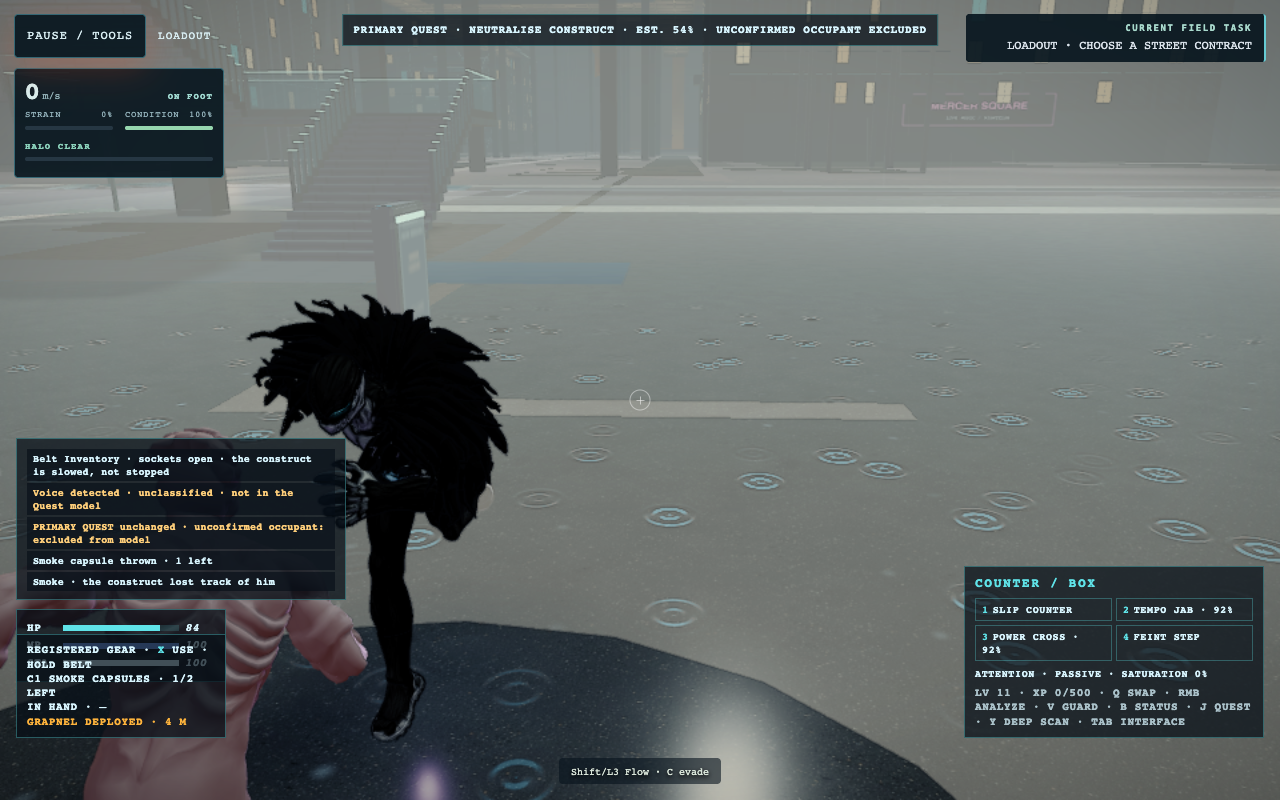 PAUSE / TOOLS
LOADOUT
PRIMARY QUEST · NEUTRALISE CONSTRUCT · EST. 54% · UNCONFIRMED OCCUPANT EXCLUDED
CURRENT FIELD TASK
LOADOUT · CHOOSE A STREET CONTRACT
0 m/s
ON FOOT
STRAIN 0%
CONDITION 100%
HALO CLEAR
MERCER SQUARE
Belt Inventory · sockets open · the construct
is slowed, not stopped
Voice detected · unclassified · not in the
Quest model
PRIMARY QUEST unchanged · unconfirmed occupant:
excluded from model
Smoke capsule thrown · 1 left
Smoke · the construct lost track of him
HP 84
100
REGISTERED GEAR · X USE ·
HOLD BELT
100
C1 SMOKE CAPSULES · 1/2
LEFT
IN HAND · —
GRAPNEL DEPLOYED · 4 M
COUNTER / BOX
1 SLIP COUNTER
2 TEMPO JAB · 92%
3 POWER CROSS ·
92%
4 FEINT STEP
ATTENTION · PASSIVE · SATURATION 0%
LV 11 · XP 0/500 · Q SWAP · RMB
ANALYZE · V GUARD · B STATUS · J QUEST
· Y DEEP SCAN · TAB INTERFACE
Shift/L3 Flow · C evade